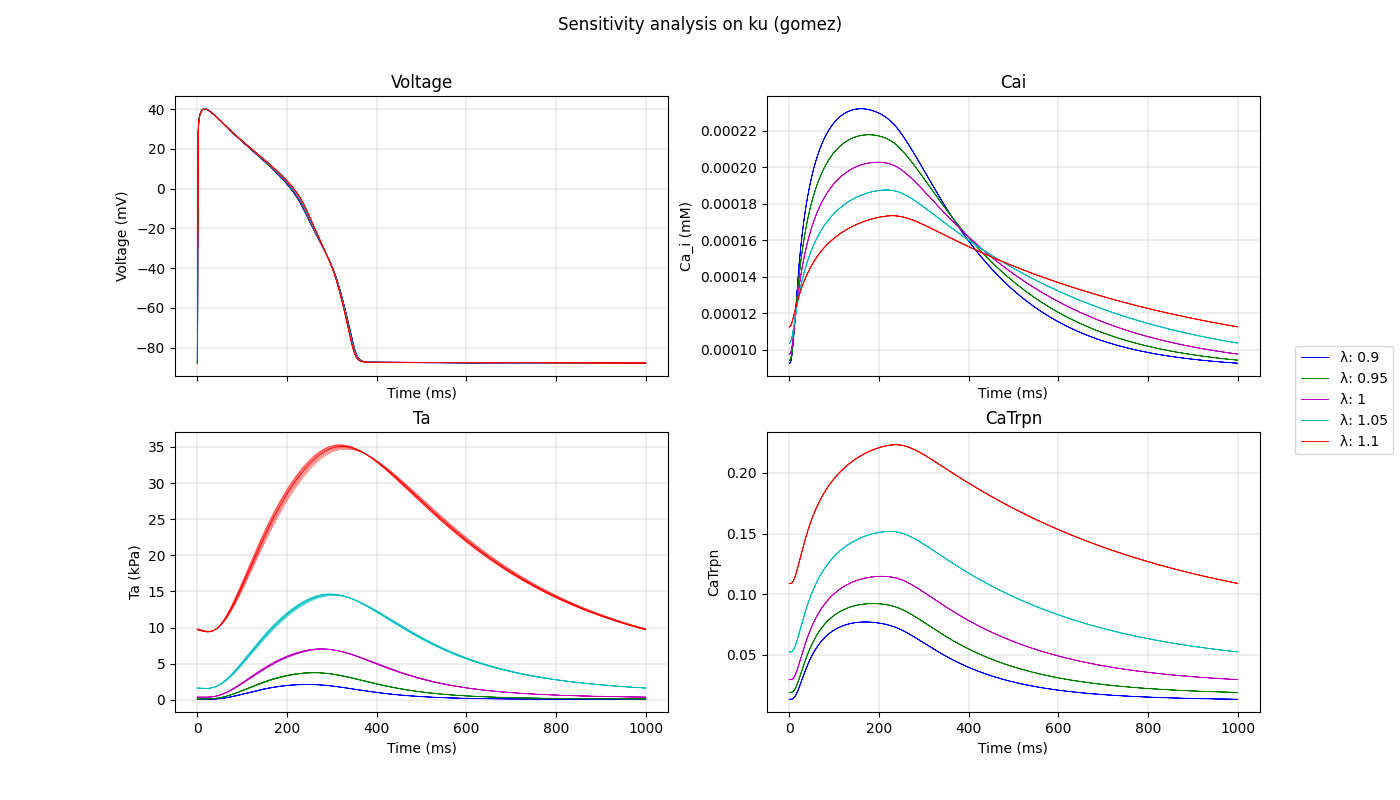 Sensitivity analysis on ku (gomez)
Voltage
Voltage (mV)
40
20
0
−20
−40
−60
−80
Time (ms)
Cai
Ca_i (mM)
0.00022
0.00020
0.00018
0.00016
0.00014
0.00012
0.00010
Time (ms)
Ta
Ta (kPa)
35
30
25
20
15
10
5
0
0 200 400 600 800 1000
Time (ms)
CaTrpn
CaTrpn
0.20
0.15
0.10
0.05
0 200 400 600 800 1000
Time (ms)
λ: 0.9
λ: 0.95
λ: 1
λ: 1.05
λ: 1.1